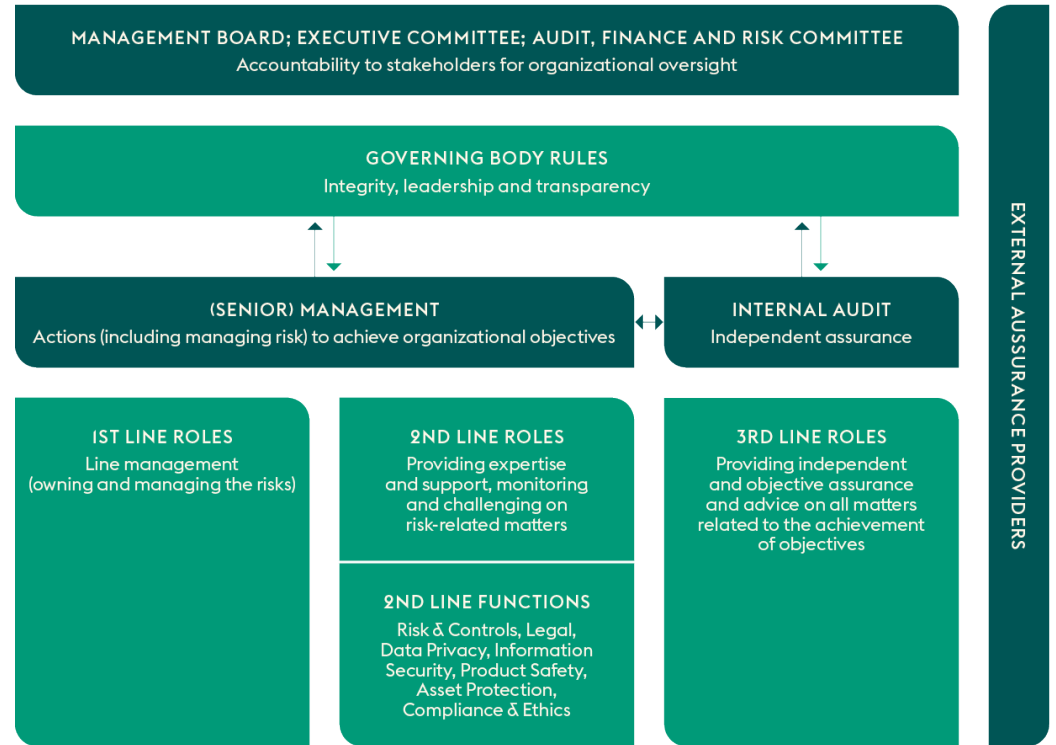 MANAGEMENT BOARD; EXECUTIVE COMMITTEE; AUDIT, FINANCE AND RISK COMMITTEE
Accountability to stakeholders for organizational oversight
GOVERNING BODY RULES
Integrity, leadership and transparency
(SENIOR) MANAGEMENT
Actions (including managing risk) to achieve organizational objectives
INTERNAL AUDIT
Independent assurance
1ST LINE ROLES
Line management
(owning and managing the risks)
2ND LINE ROLES
Providing expertise
and support, monitoring
and challenging on
risk-related matters
2ND LINE FUNCTIONS
Risk & Controls, Legal,
Data Privacy, Information
Security, Product Safety,
Asset Protection,
Compliance & Ethics
3RD LINE ROLES
Providing independent
and objective assurance
and advice on all matters
related to the achievement
of objectives
EXTERNAL AUSSURANCE PROVIDERS